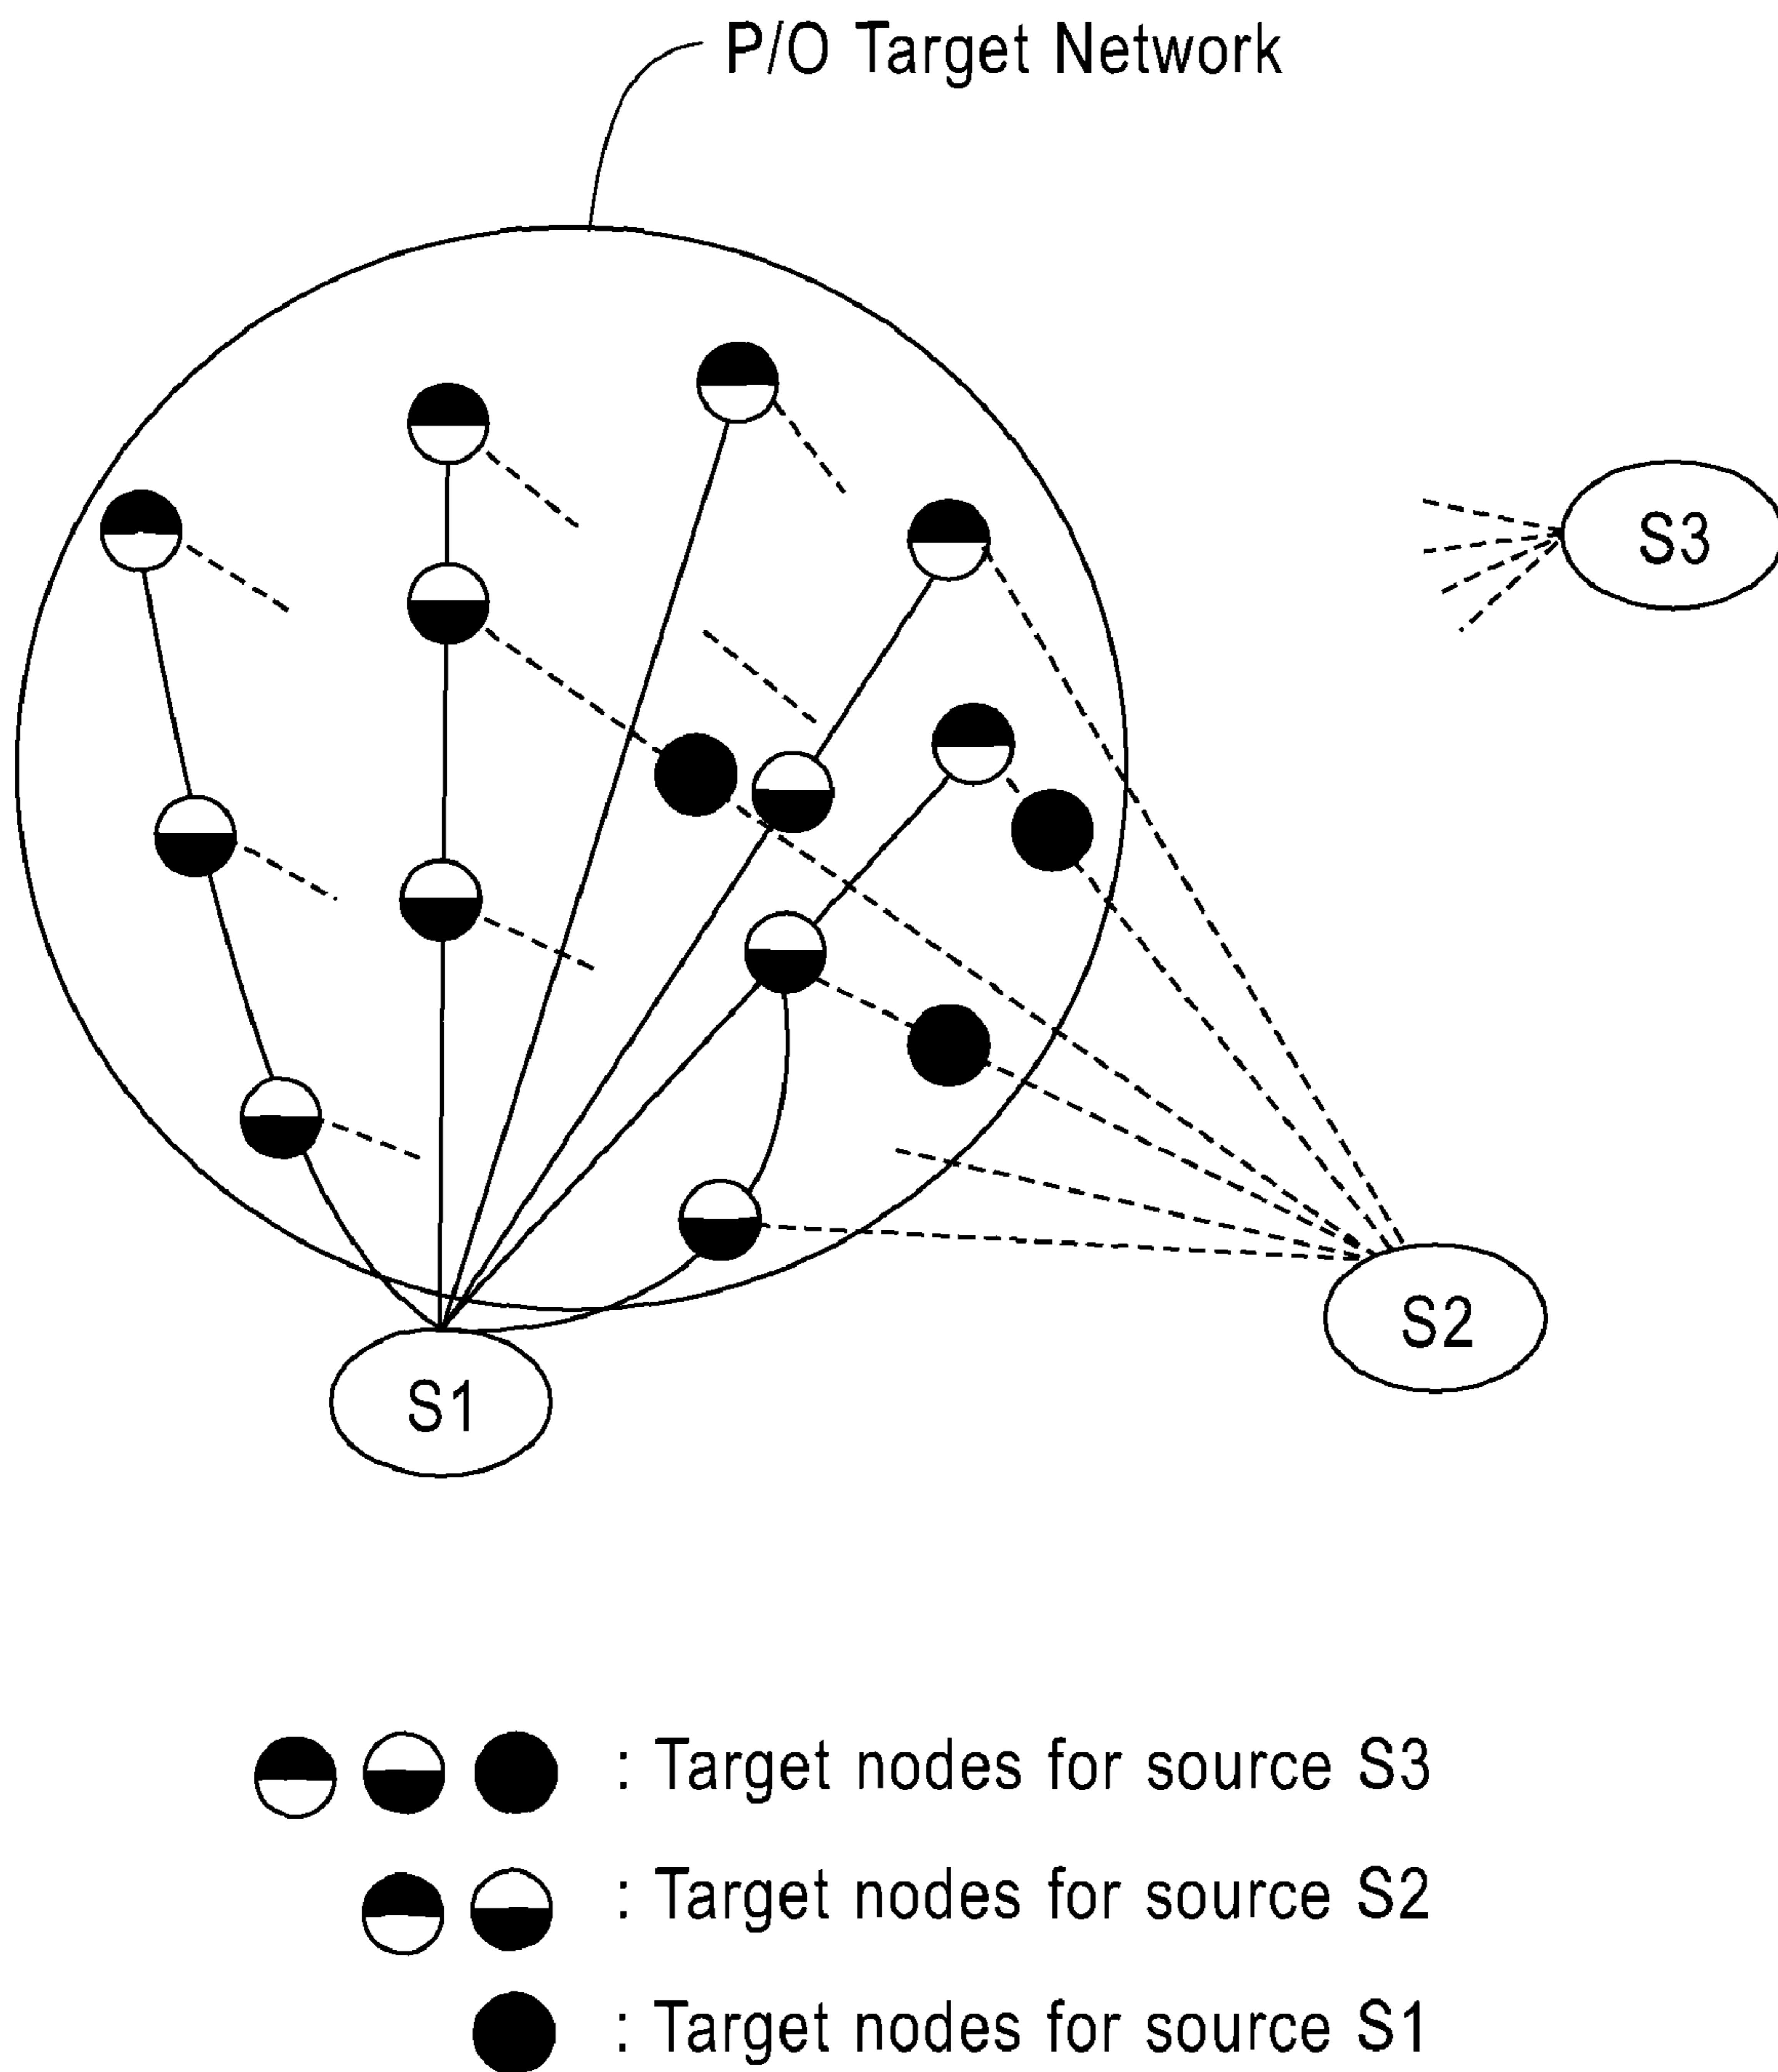 P/O Target Network
S3
S2
S1
: Target nodes for source S3
: Target nodes for source S2
: Target nodes for source S1